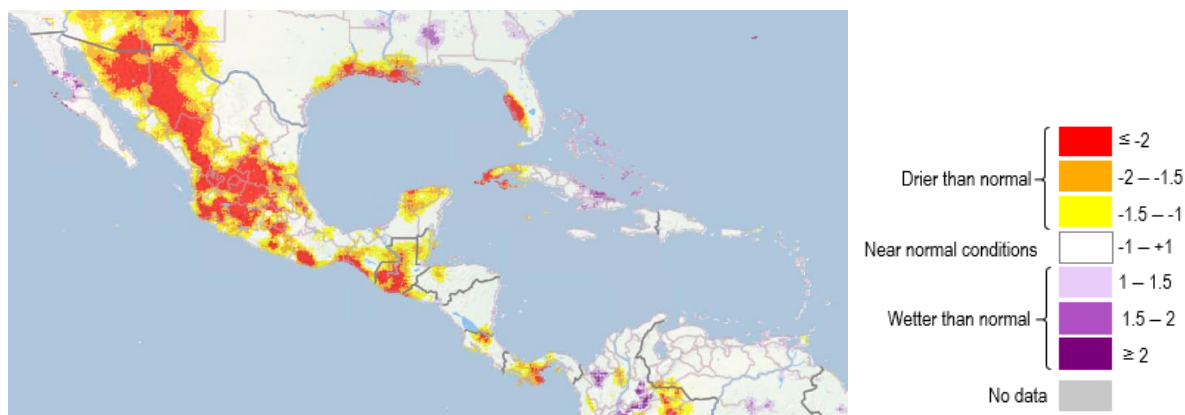 ≤ -2
Drier than normal
-2 – -1.5
-1.5 – -1
Near normal conditions
-1 – +1
1 – 1.5
Wetter than normal
1.5 – 2
≥ 2
No data